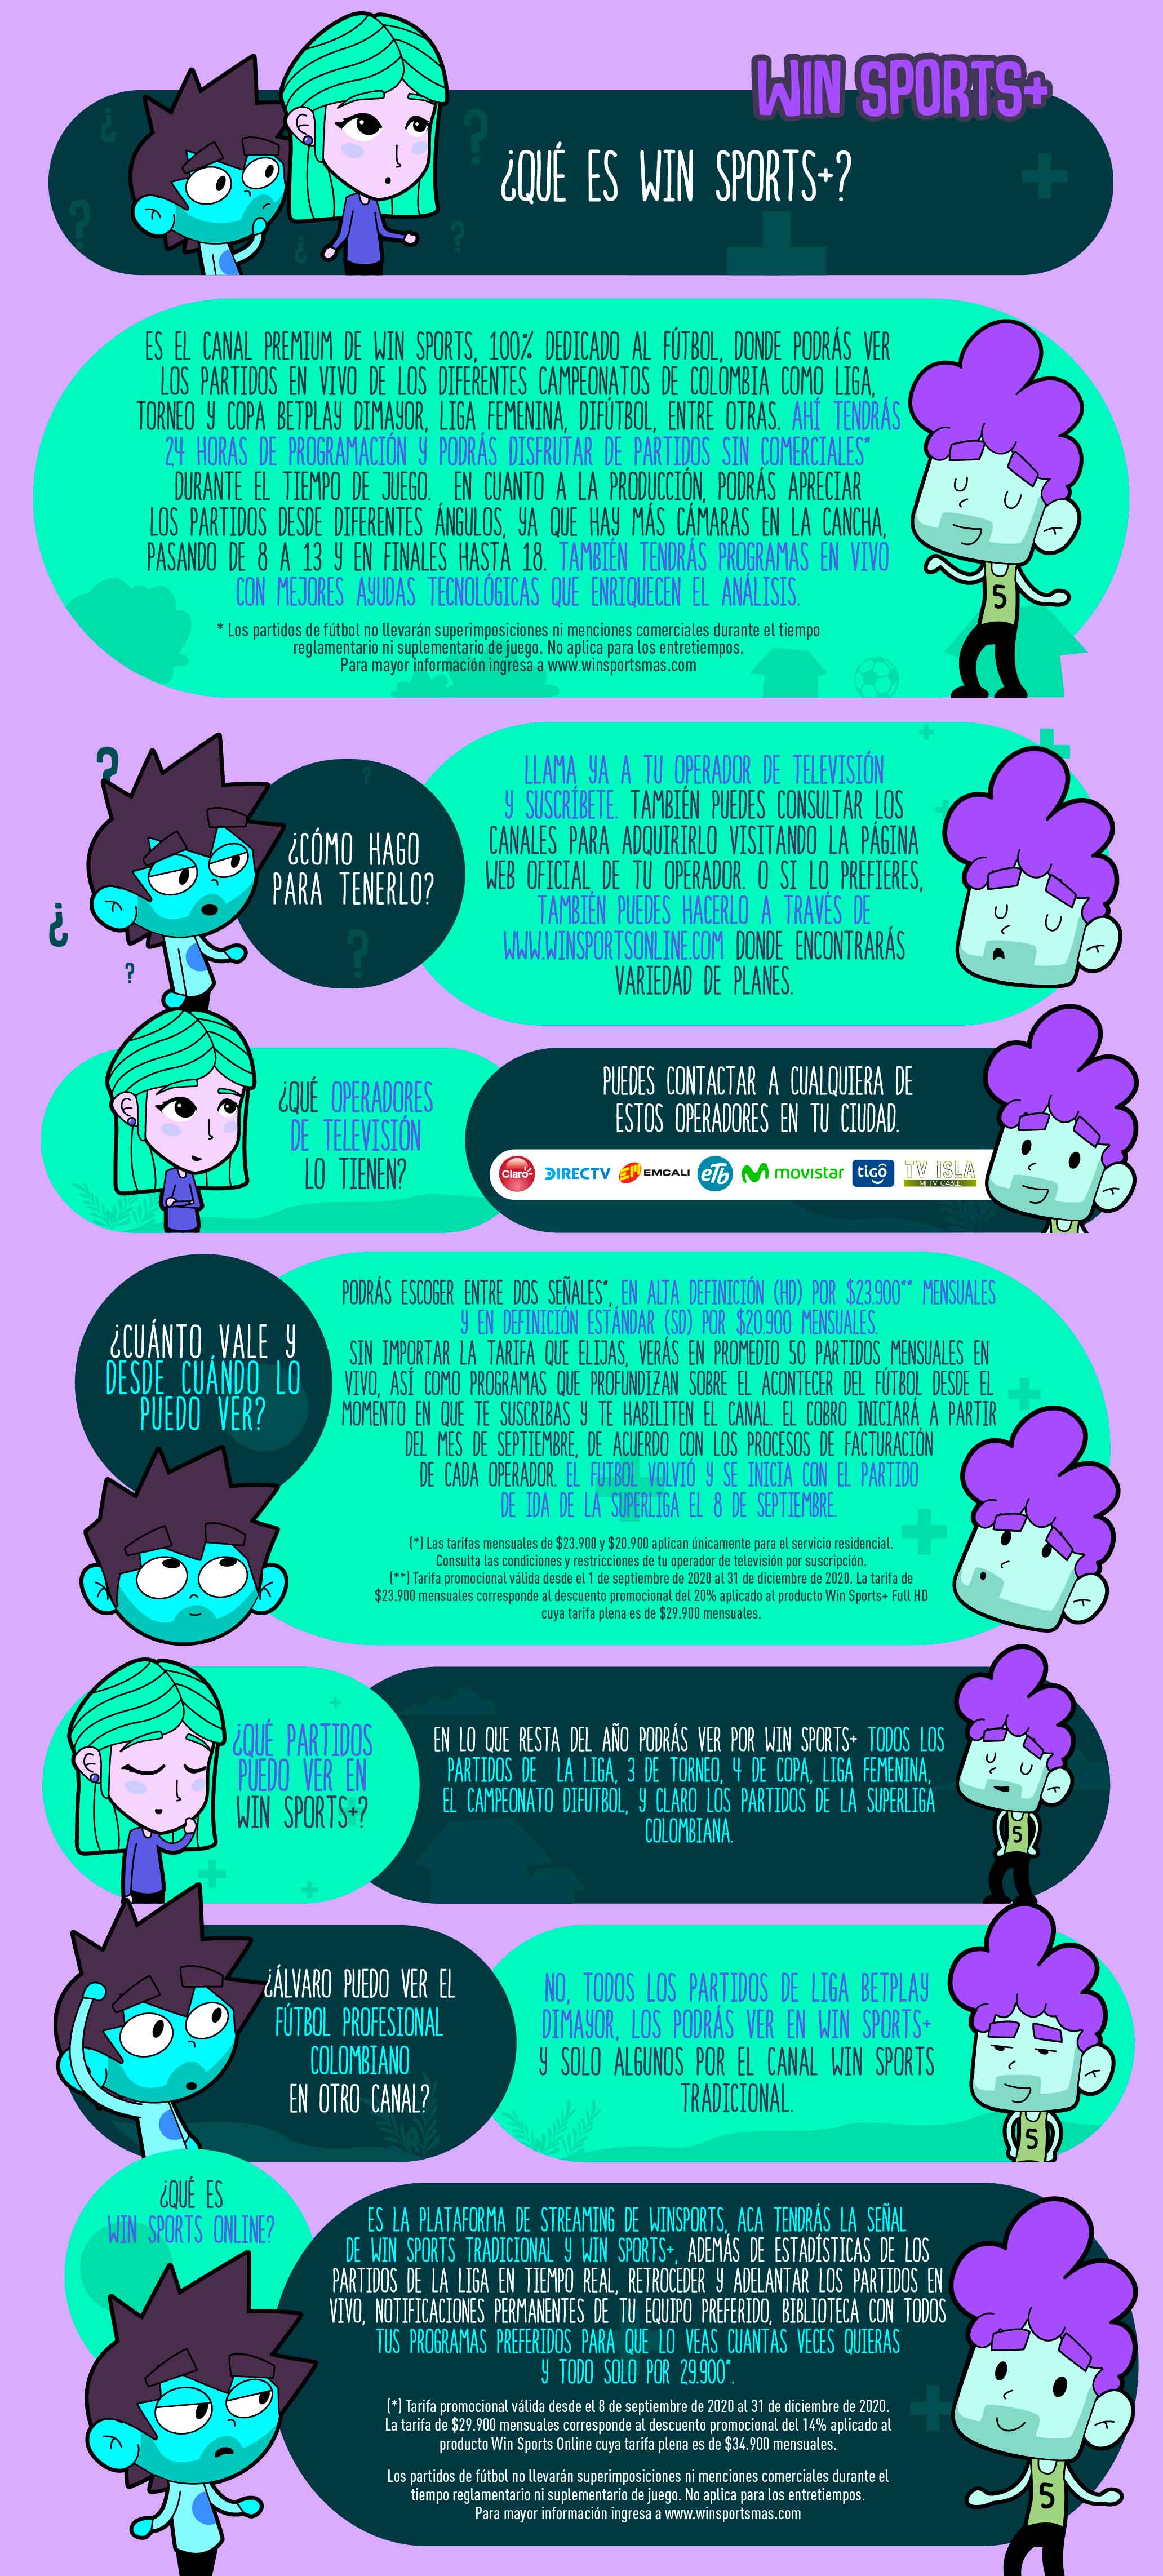 WIN SPORTS+
¿QUÉ ES WIN SPORTS+?
ES EL CANAL PREMIUM DE WIN SPORTS, 100% DEDICADO AL FÚTBOL, DONDE PODRÁS VER
LOS PARTIDOS EN VIVO DE LOS DIFERENTES CAMPEONATOS DE COLOMBIA COMO LIGA,
TORNEO Y COPA BETPLAY DIMAYOR, LIGA FEMENINA, DIFÚTBOL, ENTRE OTRAS. AHÍ TENDRÁS
24 HORAS DE PROGRAMACIÓN Y PODRÁS DISFRUTAR DE PARTIDOS SIN COMERCIALES*
DURANTE EL TIEMPO DE JUEGO. EN CUANTO A LA PRODUCCIÓN, PODRÁS APRECIAR
LOS PARTIDOS DESDE DIFERENTES ÁNGULOS, YA QUE HAY MÁS CÁMARAS EN LA CANCHA,
PASANDO DE 8 A 13 Y EN FINALES HASTA 18. TAMBIÉN TENDRÁS PROGRAMAS EN VIVO
CON MEJORES AYUDAS TECNOLÓGICAS QUE ENRIQUECEN EL ANÁLISIS.
* Los partidos de fútbol no llevarán superimposiciones ni menciones comerciales durante el tiempo
reglamentario ni suplementario de juego. No aplica para los entretiempos.
Para mayor información ingresa a www.winsportsmas.com
5
¿CÓMO HAGO
PARA TENERLO?
LLAMA YA A TU OPERADOR DE TELEVISIÓN
Y SUSCRÍBETE. TAMBIÉN PUEDES CONSULTAR LOS
CANALES PARA ADQUIRIRLO VISITANDO LA PÁGINA
WEB OFICIAL DE TU OPERADOR. O SI LO PREFIERES,
TAMBIÉN PUEDES HACERLO A TRAVÉS DE
WWW.WINSPORTSONLINE.COM DONDE ENCONTRARÁS
VARIEDAD DE PLANES.
¿QUÉ OPERADORES
DE TELEVISIÓN
LO TIENEN?
PUEDES CONTACTAR A CUALQUIERA DE
ESTOS OPERADORES EN TU CIUDAD.
Claro DIRECTV EMCALI eTb movistar tigo TV ISLA
MI TV CABLE
¿CUÁNTO VALE Y
DESDE CUÁNDO LO
PUEDO VER?
PODRÁS ESCOGER ENTRE DOS SEÑALES*, EN ALTA DEFINICIÓN (HD) POR $23.900** MENSUALES
Y EN DEFINICIÓN ESTÁNDAR (SD) POR $20.900 MENSUALES.
SIN IMPORTAR LA TARIFA QUE ELIJAS, VERÁS EN PROMEDIO 50 PARTIDOS MENSUALES EN
VIVO, ASÍ COMO PROGRAMAS QUE PROFUNDIZAN SOBRE EL ACONTECER DEL FÚTBOL DESDE EL
MOMENTO EN QUE TE SUSCRIBAS Y TE HABILITEN EL CANAL. EL COBRO INICIARÁ A PARTIR
DEL MES DE SEPTIEMBRE, DE ACUERDO CON LOS PROCESOS DE FACTURACIÓN
DE CADA OPERADOR. EL FUTBOL VOLVIÓ Y SE INICIA CON EL PARTIDO
DE IDA DE LA SUPERLIGA EL 8 DE SEPTIEMBRE.
(*) Las tarifas mensuales de $23.900 y $20.900 aplican únicamente para el servicio residencial.
Consulta las condiciones y restricciones de tu operador de televisión por suscripción.
(**) Tarifa promocional válida desde el 1 de septiembre de 2020 al 31 de diciembre de 2020. La tarifa de
$23.900 mensuales corresponde al descuento promocional del 20% aplicado al producto Win Sports+ Full HD
cuya tarifa plena es de $29.900 mensuales.
¿QUÉ PARTIDOS
PUEDO VER EN
WIN SPORTS+?
EN LO QUE RESTA DEL AÑO PODRÁS VER POR WIN SPORTS+ TODOS LOS
PARTIDOS DE LA LIGA, 3 DE TORNEO, 4 DE COPA, LIGA FEMENINA,
EL CAMPEONATO DIFUTBOL, Y CLARO LOS PARTIDOS DE LA SUPERLIGA
COLOMBIANA.
5
¿ÁLVARO PUEDO VER EL
FÚTBOL PROFESIONAL
COLOMBIANO
EN OTRO CANAL?
NO, TODOS LOS PARTIDOS DE LIGA BETPLAY
DIMAYOR, LOS PODRÁS VER EN WIN SPORTS+
Y SOLO ALGUNOS POR EL CANAL WIN SPORTS
TRADICIONAL.
5
¿QUÉ ES
WIN SPORTS ONLINE?
ES LA PLATAFORMA DE STREAMING DE WINSPORTS, ACA TENDRÁS LA SEÑAL
DE WIN SPORTS TRADICIONAL Y WIN SPORTS+, ADEMÁS DE ESTADÍSTICAS DE LOS
PARTIDOS DE LA LIGA EN TIEMPO REAL, RETROCEDER Y ADELANTAR LOS PARTIDOS EN
VIVO, NOTIFICACIONES PERMANENTES DE TU EQUIPO PREFERIDO, BIBLIOTECA CON TODOS
TUS PROGRAMAS PREFERIDOS PARA QUE LO VEAS CUANTAS VECES QUIERAS
Y TODO SOLO POR 29.900*.
(*) Tarifa promocional válida desde el 8 de septiembre de 2020 al 31 de diciembre de 2020.
La tarifa de $29.900 mensuales corresponde al descuento promocional del 14% aplicado al
producto Win Sports Online cuya tarifa plena es de $34.900 mensuales.
Los partidos de fútbol no llevarán superimposiciones ni menciones comerciales durante el
tiempo reglamentario ni suplementario de juego. No aplica para los entretiempos.
Para mayor información ingresa a www.winsportsmas.com
5